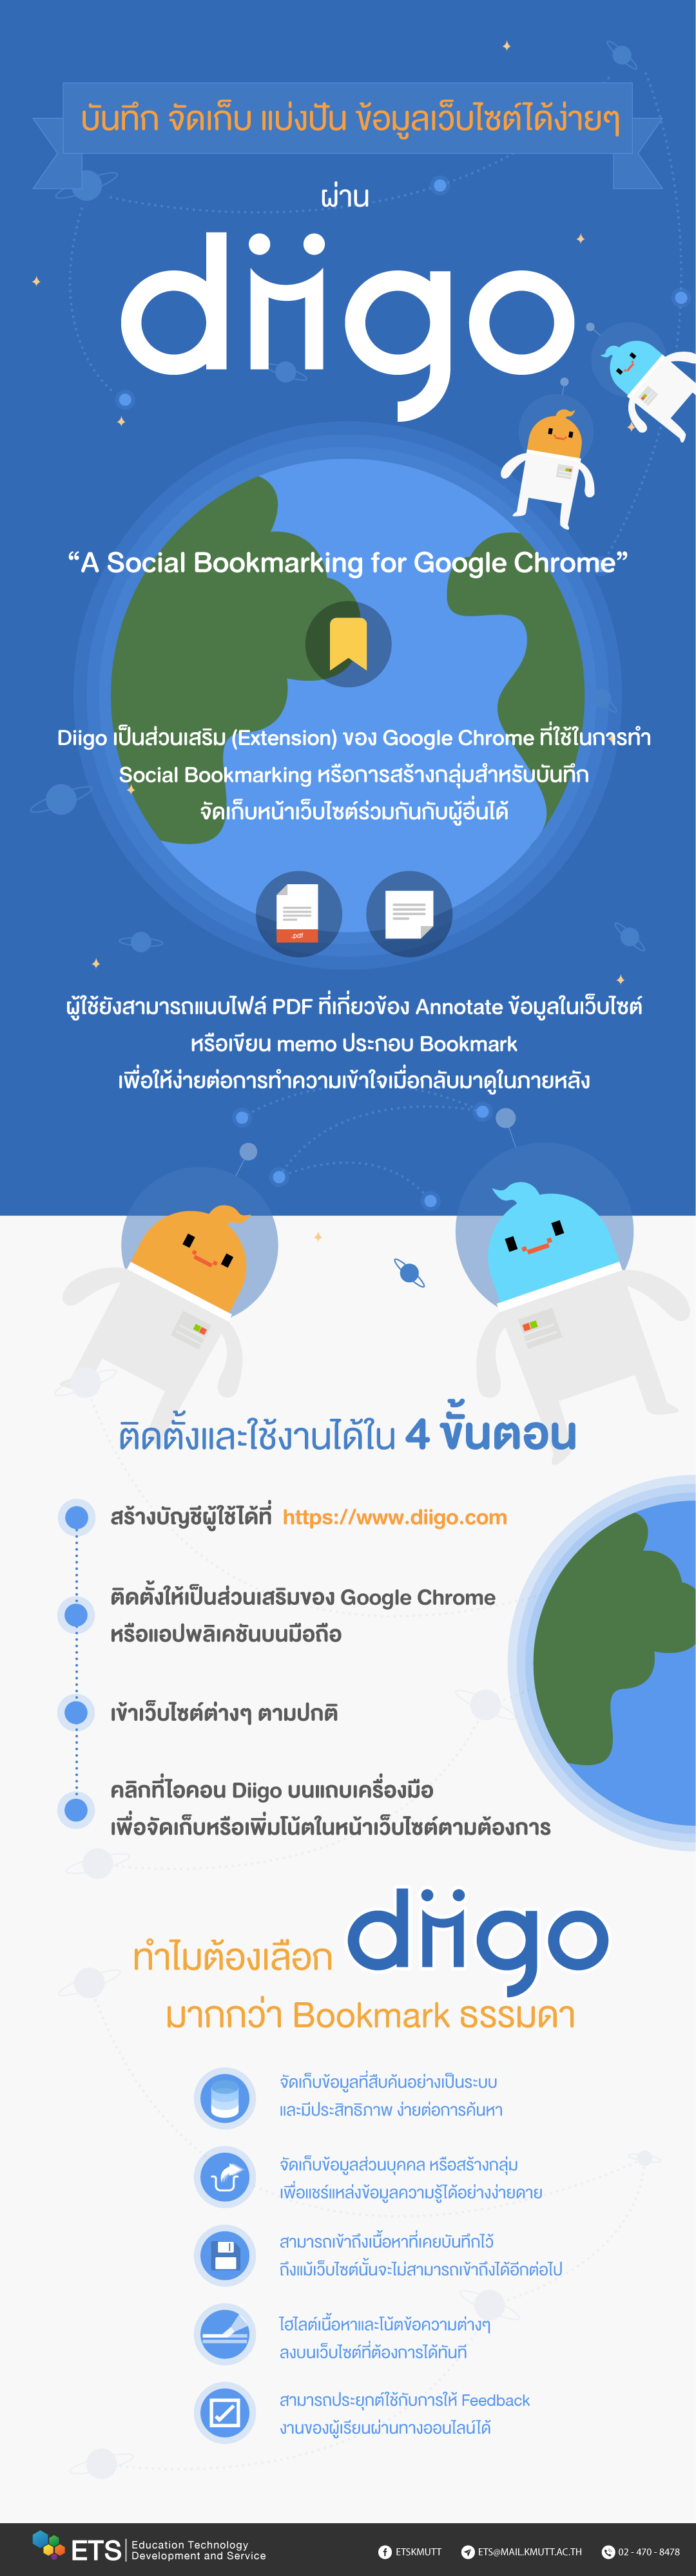 บันทึก จัดเก็บ แบ่งปัน ข้อมูลเว็บไซต์ได้ง่ายๆ
ผ่าน
diigo
“A Social Bookmarking for Google Chrome”
Diigo เป็นส่วนเสริม (Extension) ของ Google Chrome ที่ใช้ในการทำ
Social Bookmarking หรือการสร้างกลุ่มสำหรับบันทึก
จัดเก็บหน้าเว็บไซต์ร่วมกันกับผู้อื่นได้
.pdf
ผู้ใช้ยังสามารถแนบไฟล์ PDF ที่เกี่ยวข้อง Annotate ข้อมูลในเว็บไซต์
หรือเขียน memo ประกอบ Bookmark
เพื่อให้ง่ายต่อการทำความเข้าใจเมื่อกลับมาดูในภายหลัง
ติดตั้งและใช้งานได้ใน 4 ขั้นตอน
สร้างบัญชีผู้ใช้ได้ที่ https://www.diigo.com
ติดตั้งให้เป็นส่วนเสริมของ Google Chrome
หรือแอปพลิเคชันบนมือถือ
เข้าเว็บไซต์ต่างๆ ตามปกติ
คลิกที่ไอคอน Diigo บนแถบเครื่องมือ
เพื่อจัดเก็บหรือเพิ่มโน้ตในหน้าเว็บไซต์ตามต้องการ
ทำไมต้องเลือก diigo
มากกว่า Bookmark ธรรมดา
จัดเก็บข้อมูลที่สืบค้นอย่างเป็นระบบ
และมีประสิทธิภาพ ง่ายต่อการค้นหา
จัดเก็บข้อมูลส่วนบุคคล หรือสร้างกลุ่ม
เพื่อแชร์แหล่งข้อมูลความรู้ได้อย่างง่ายดาย
สามารถเข้าถึงเนื้อหาที่เคยบันทึกไว้
ถึงแม้เว็บไซต์นั้นจะไม่สามารถเข้าถึงได้อีกต่อไป
ไฮไลต์เนื้อหาและโน้ตข้อความต่างๆ
ลงบนเว็บไซต์ที่ต้องการได้ทันที
สามารถประยุกต์ใช้กับการให้ Feedback
งานของผู้เรียนผ่านทางออนไลน์ได้
ETS Education Technology
Development and Service
ETSKMUTT ETS@MAIL.KMUTT.AC.TH 02 - 470 - 8478